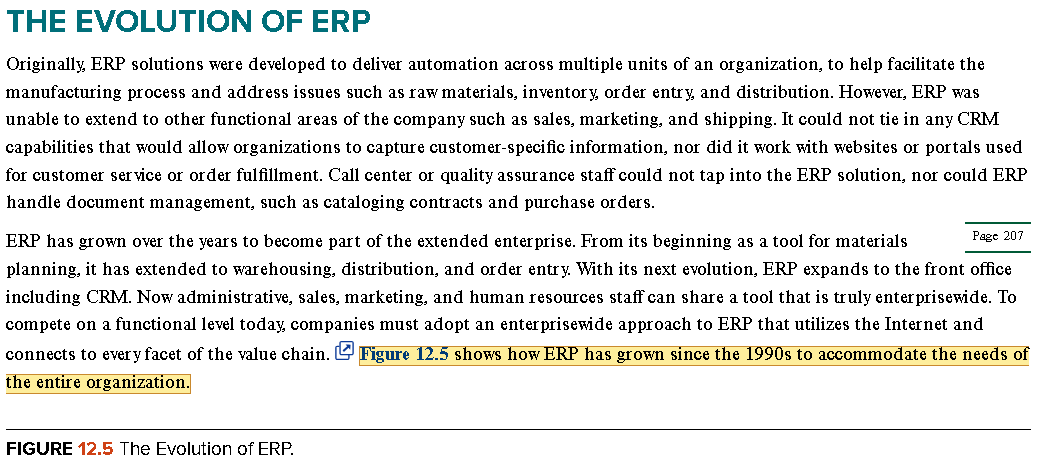 THE EVOLUTION OF ERP
Originally, ERP solutions were developed to deliver automation across multiple units of an organization, to help facilitate the
manufacturing process and address issues such as raw materials, inventory, order entry, and distribution. However, ERP was
unable to extend to other functional areas of the company such as sales, marketing, and shipping. It could not tie in any CRM
capabilities that would allow organizations to capture customer-specific information, nor did it work with websites or portals used
for customer service or order fulfillment. Call center or quality assurance staff could not tap into the ERP solution, nor could ERP
handle document management, such as cataloging contracts and purchase orders.
Page 207
ERP has grown over the years to become part of the extended enterprise. From its beginning as a tool for materials
planning, it has extended to warehousing, distribution, and order entry. With its next evolution, ERP expands to the front office
including CRM. Now administrative, sales, marketing, and human resources staff can share a tool that is truly enterprisewide. To
compete on a functional level today, companies must adopt an enterprisewide approach to ERP that utilizes the Internet and
connects to every facet of the value chain. Figure 12.5 shows how ERP has grown since the 1990s to accommodate the needs of
the entire organization.
FIGURE 12.5 The Evolution of ERP.